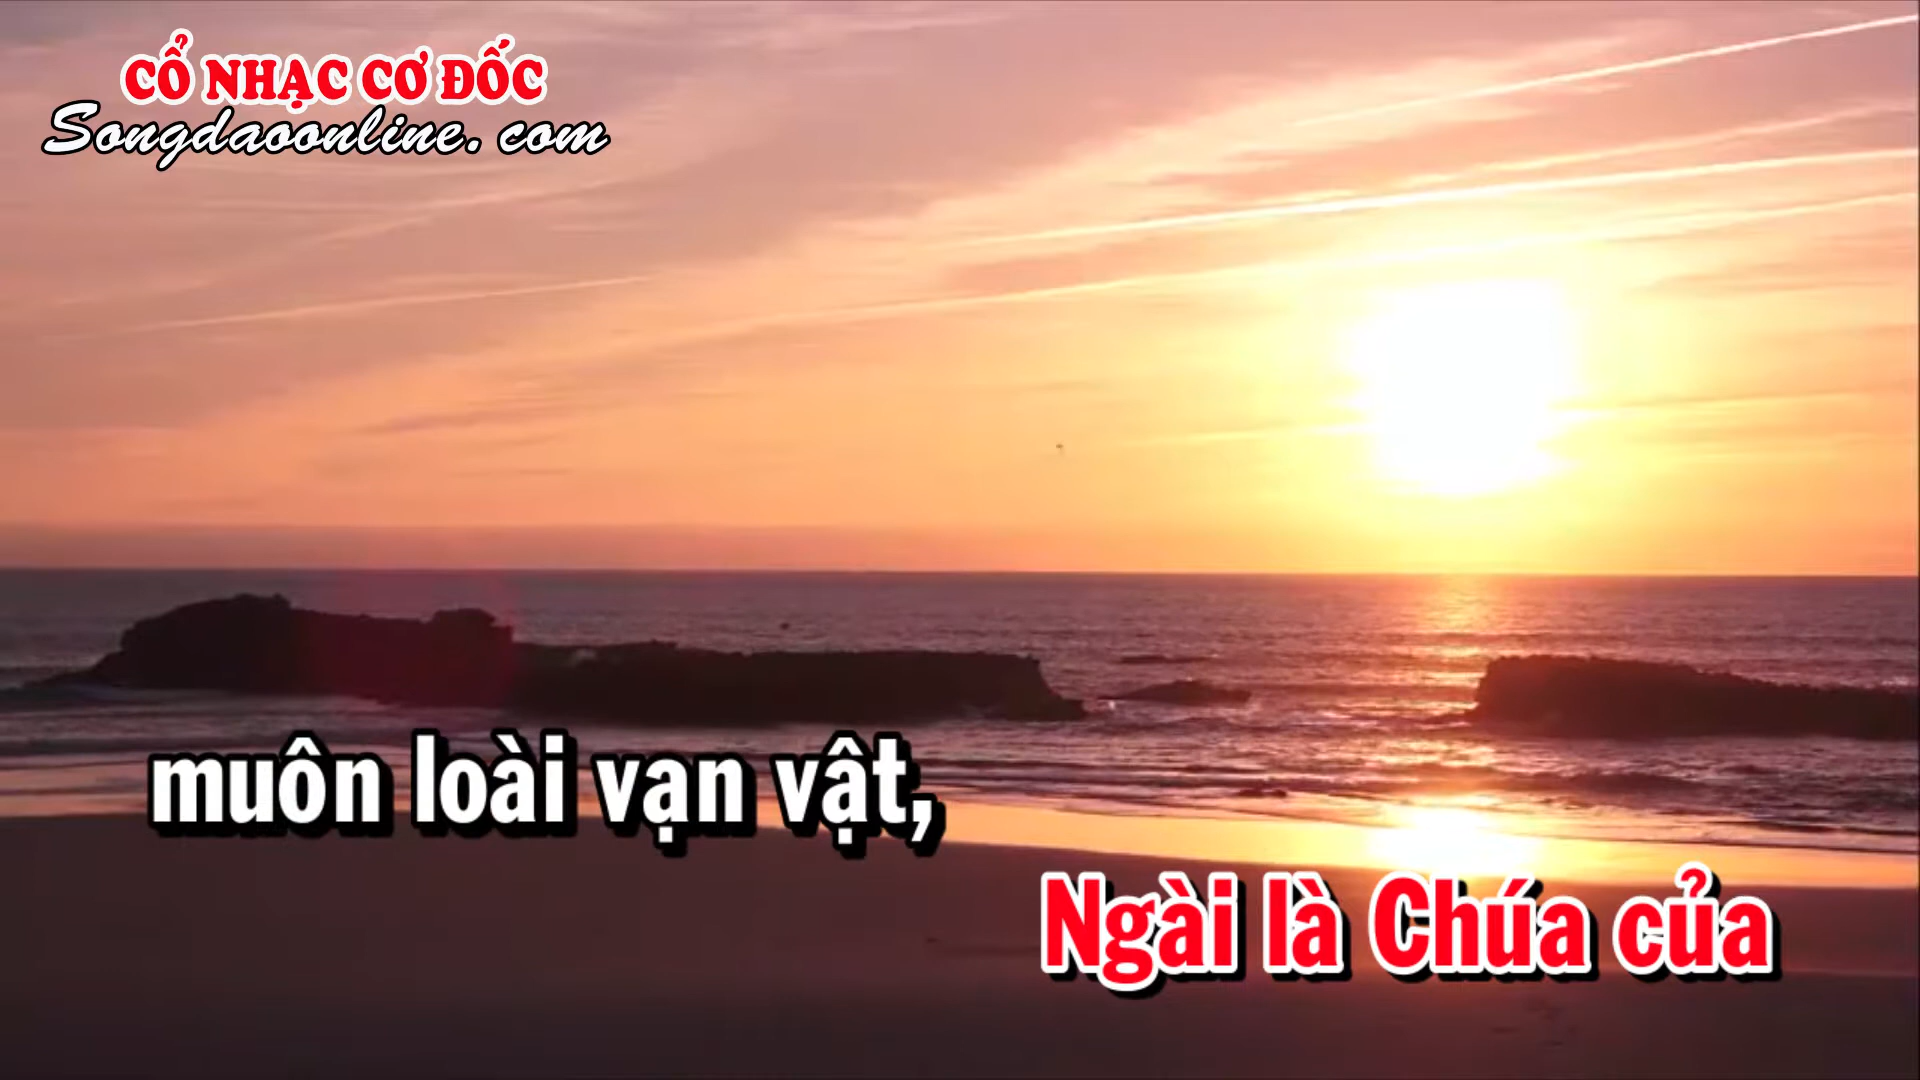 CỔ NHẠC CƠ ĐỐC
Songdaoonline.com
muôn loài vạn vật,
Ngài là Chúa của